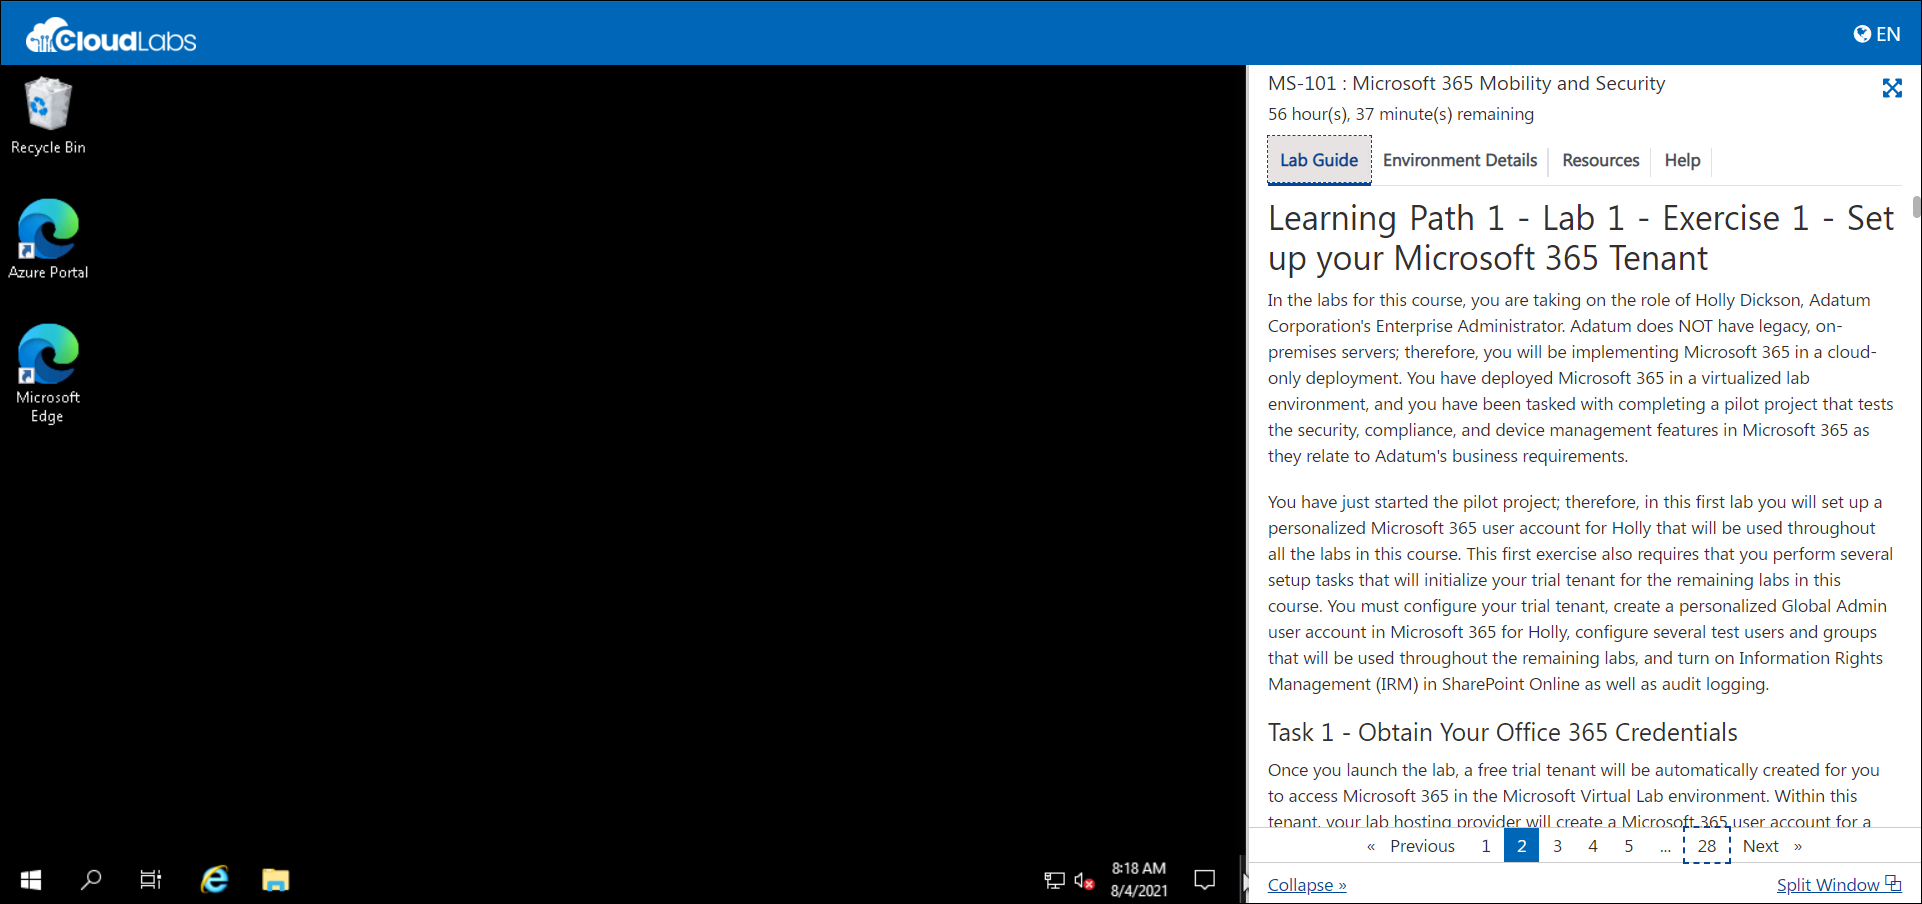 CloudLabs
EN
Recycle Bin
Azure Portal
Microsoft
Edge
8:18 AM
8/4/2021
MS-101 : Microsoft 365 Mobility and Security
56 hour(s), 37 minute(s) remaining
Lab Guide Environment Details Resources Help
Learning Path 1 - Lab 1 - Exercise 1 - Set
up your Microsoft 365 Tenant
In the labs for this course, you are taking on the role of Holly Dickson, Adatum
Corporation's Enterprise Administrator. Adatum does NOT have legacy, on-
premises servers; therefore, you will be implementing Microsoft 365 in a cloud-
only deployment. You have deployed Microsoft 365 in a virtualized lab
environment, and you have been tasked with completing a pilot project that tests
the security, compliance, and device management features in Microsoft 365 as
they relate to Adatum's business requirements.
You have just started the pilot project; therefore, in this first lab you will set up a
personalized Microsoft 365 user account for Holly that will be used throughout
all the labs in this course. This first exercise also requires that you perform several
setup tasks that will initialize your trial tenant for the remaining labs in this
course. You must configure your trial tenant, create a personalized Global Admin
user account in Microsoft 365 for Holly, configure several test users and groups
that will be used throughout the remaining labs, and turn on Information Rights
Management (IRM) in SharePoint Online as well as audit logging.
Task 1 - Obtain Your Office 365 Credentials
Once you launch the lab, a free trial tenant will be automatically created for you
to access Microsoft 365 in the Microsoft Virtual Lab environment. Within this
tenant, your lab hosting provider will create a Microsoft 365 user account for a
« Previous 1 2 3 4 5 ... 28 Next »
Collapse » Split Window